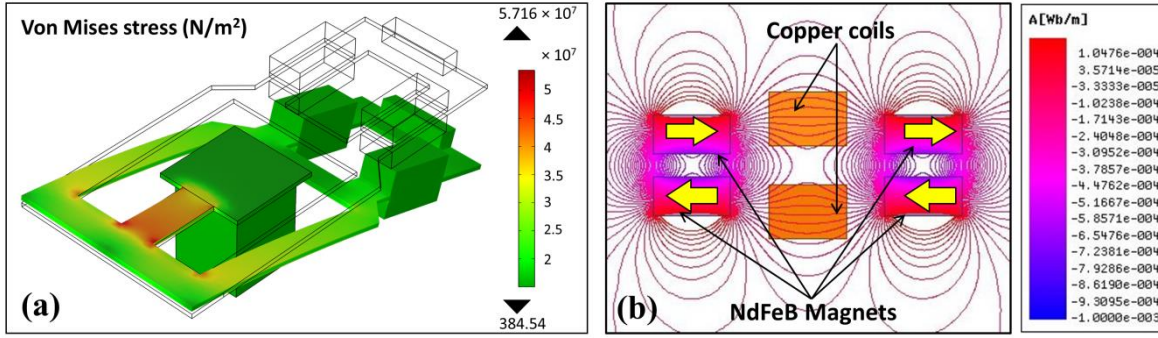 Von Mises stress (N/m²)
5.716 × 10⁷
× 10⁷
5
4.5
4
3.5
3
2.5
2
384.54
(a)
Copper coils
NdFeB Magnets
(b)
A[Wb/m]
1.0476e-004
3.5714e-005
-3.3333e-005
-1.0238e-004
-1.7143e-004
-2.4048e-004
-3.0952e-004
-3.7857e-004
-4.4762e-004
-5.1667e-004
-5.8571e-004
-6.5476e-004
-7.2381e-004
-7.9286e-004
-8.6190e-004
-9.3095e-004
-1.0000e-003